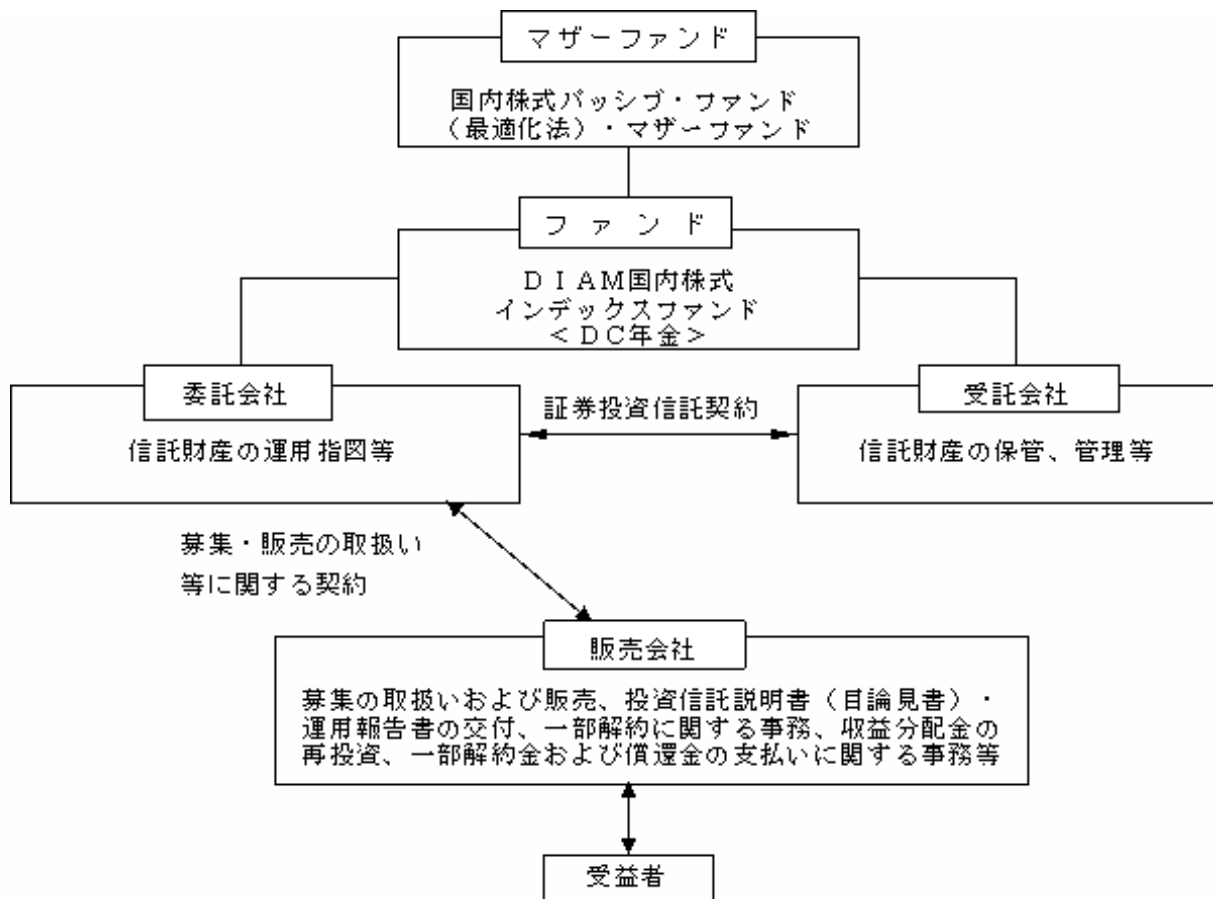 マザーファンド
国内株式パッシブ・ファンド
(最適化法)・マザーファンド
ファンド
DIAM国内株式
インデックスファンド
<DC年金>
委託会社
信託財産の運用指図等
証券投資信託契約
受託会社
信託財産の保管、管理等
募集・販売の取扱い
等に関する契約
販売会社
募集の取扱いおよび販売、投資信託説明書(目論見書)・
運用報告書の交付、一部解約に関する事務、収益分配金の
再投資、一部解約金および償還金の支払いに関する事務等
受益者